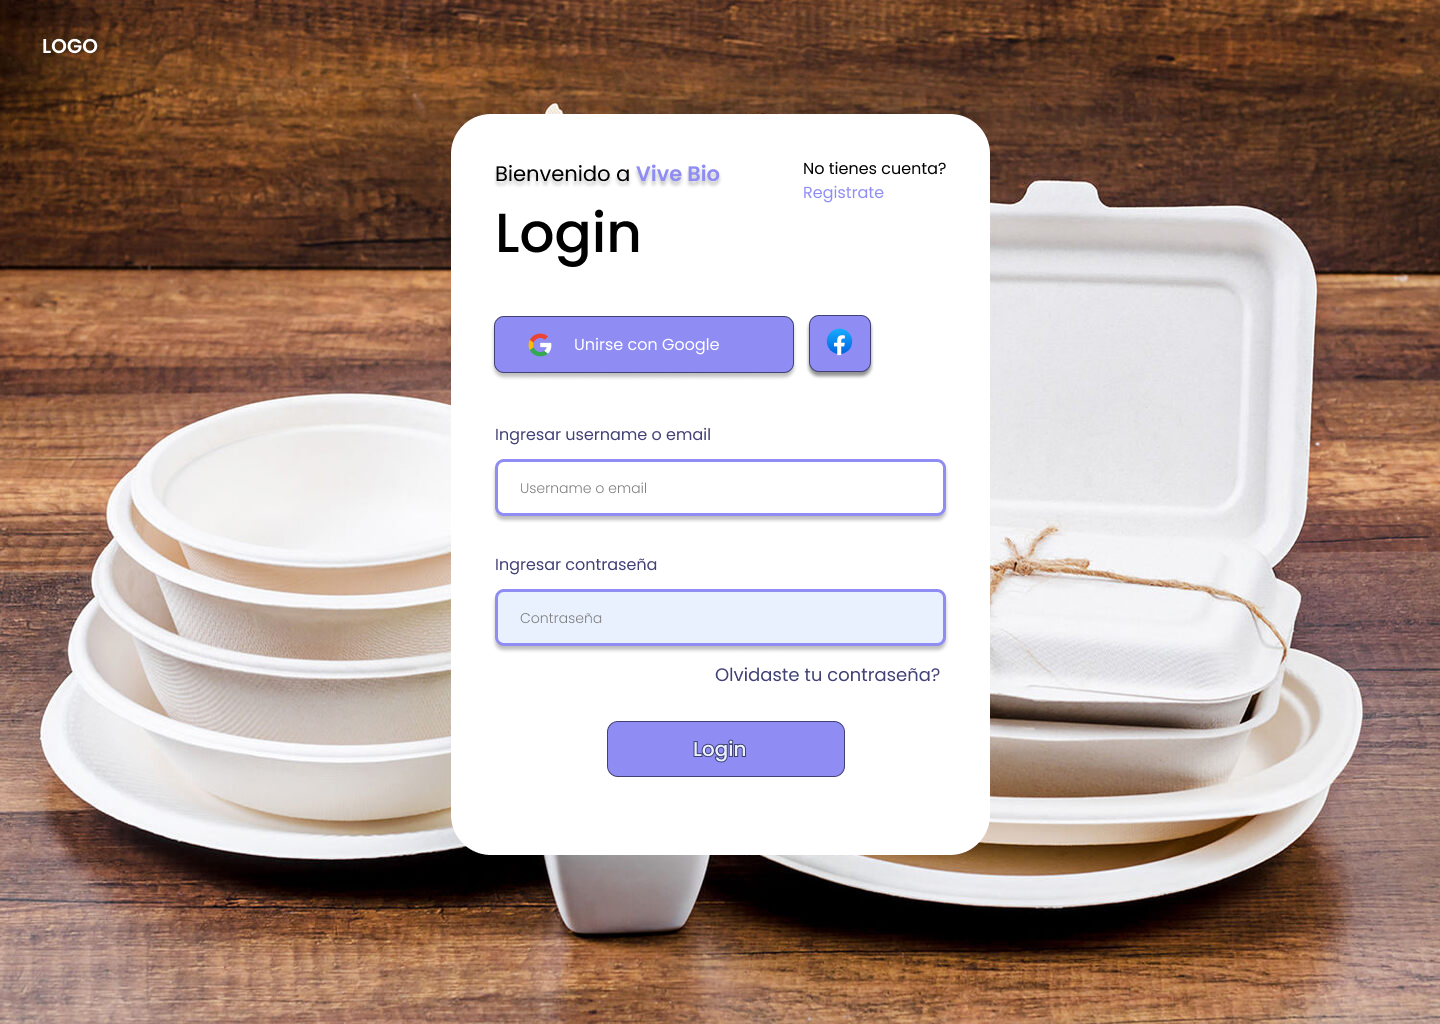 LOGO
Bienvenido a Vive Bio
No tienes cuenta?
Registrate
Login
Unirse con Google
Ingresar username o email
Username o email
Ingresar contraseña
Contraseña
Olvidaste tu contraseña?
Login